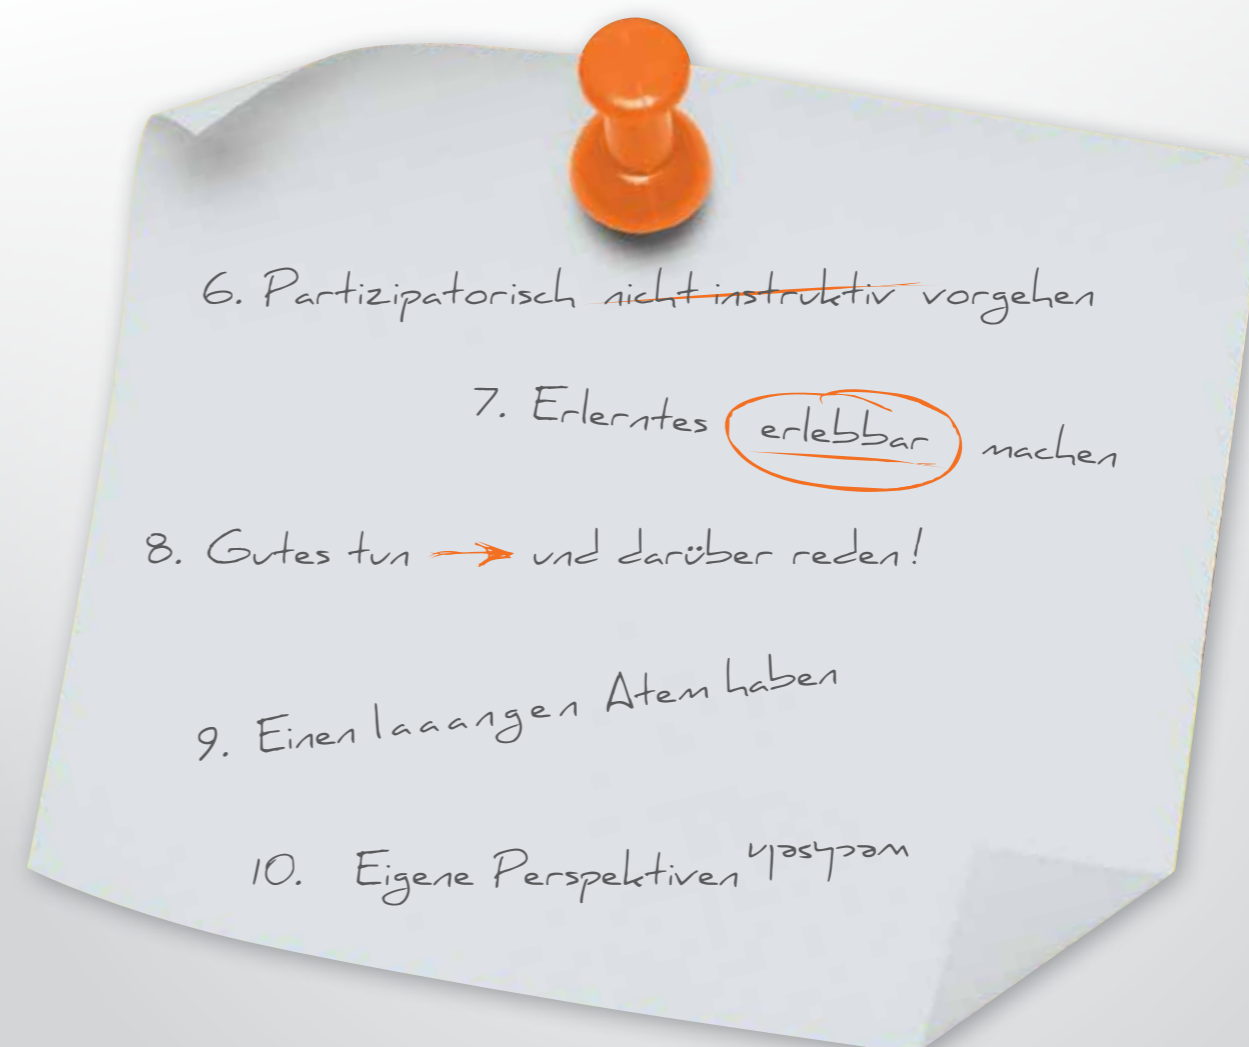 6. Partizipatorisch nicht instruktiv vorgehen
7. Erlerntes erlebbar machen
8. Gutes tun → und darüber reden!
9. Einen laaangen Atem haben
10. Eigene Perspektiven wechseln